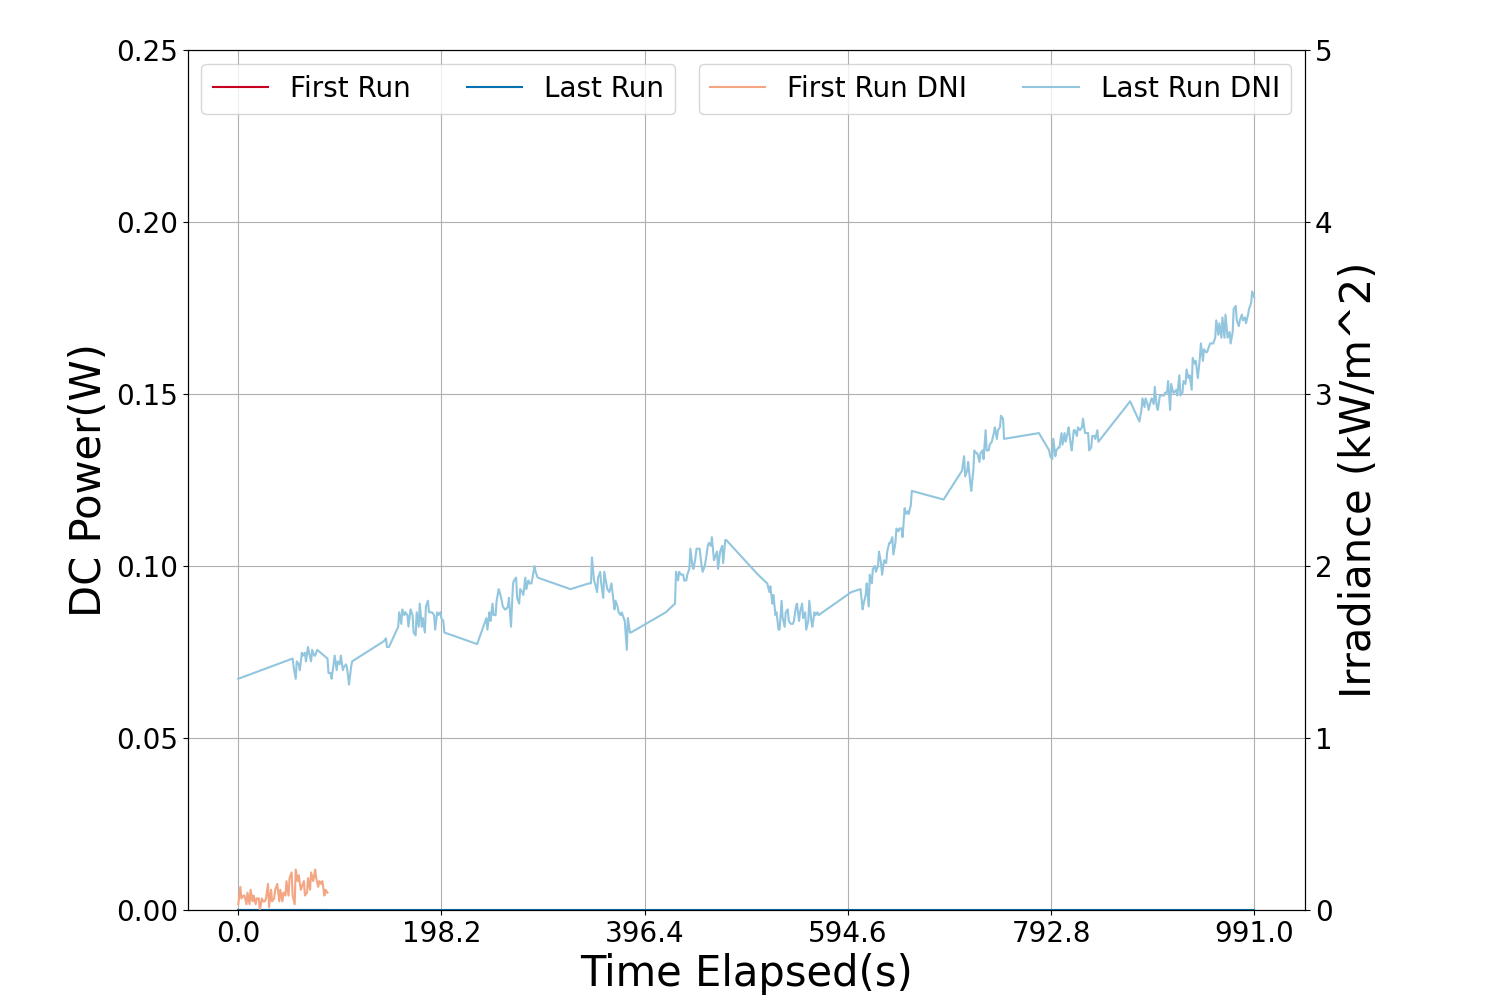 First Run
Last Run
First Run DNI
Last Run DNI
0.25
0.20
0.15
0.10
0.05
0.00
DC Power(W)
5
4
3
2
1
0
Irradiance (kW/m^2)
0.0
198.2
396.4
594.6
792.8
991.0
Time Elapsed(s)